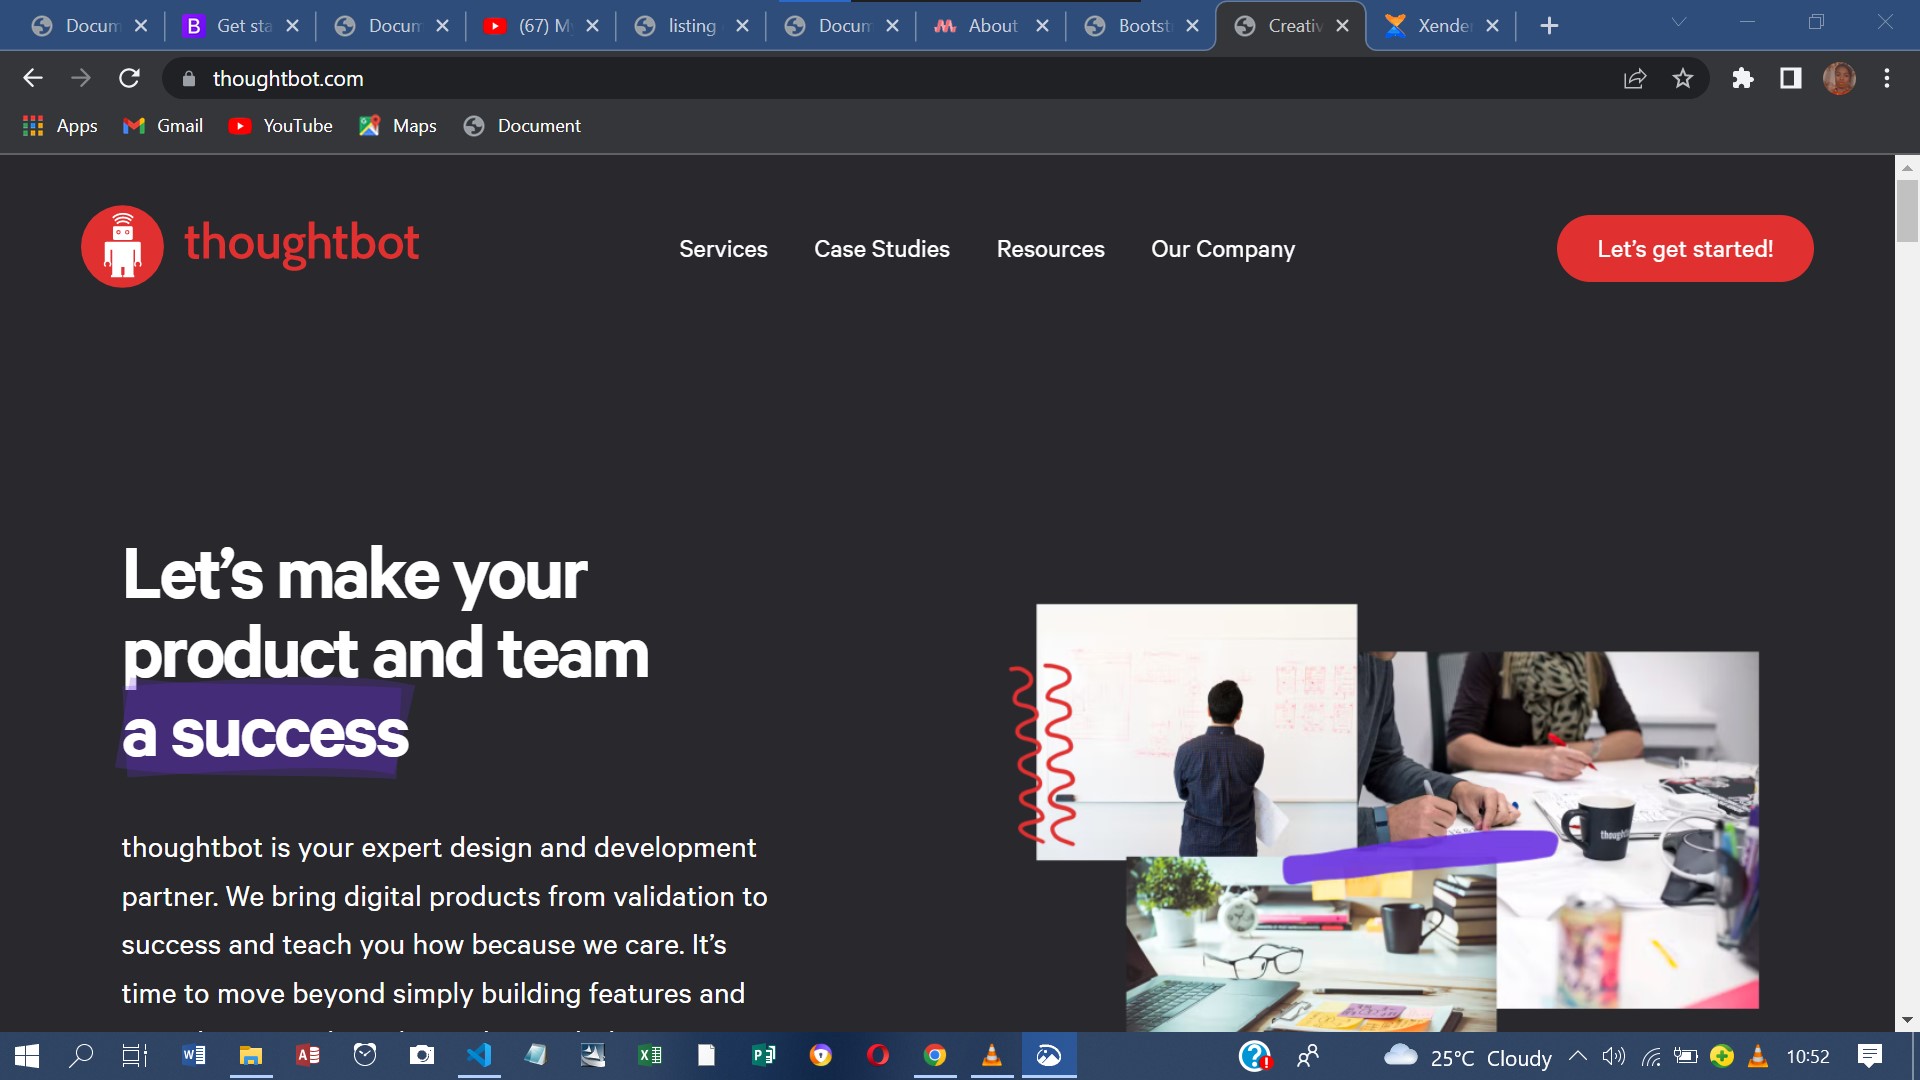 Docum
Get sta
Docum
(67) M
listing
Docum
About
Bootst
Creativ
Xende
thoughtbot.com
Apps
Gmail
YouTube
Maps
Document
thoughtbot
Services
Case Studies
Resources
Our Company
Let's get started!
Let's make your
product and team
a success
thoughtbot is your expert design and development
partner. We bring digital products from validation to
success and teach you how because we care. It's
time to move beyond simply building features and
25°C Cloudy
10:52